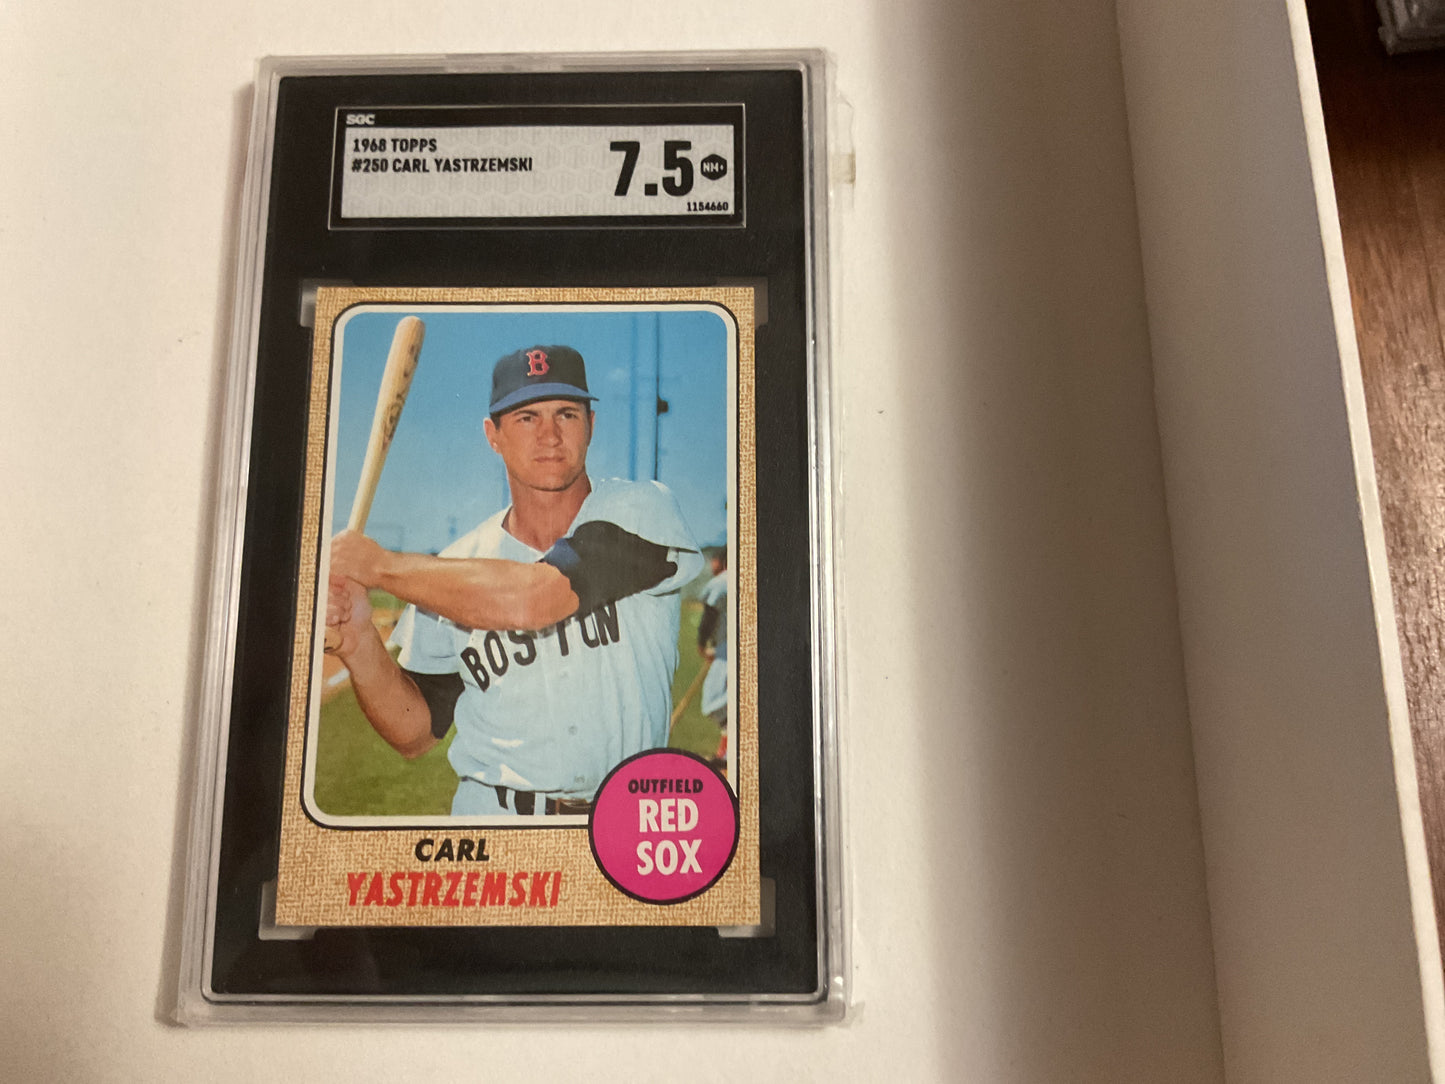 SGC
1968 TOPPS
#250 CARL YASTRZEMSKI
7.5
NM+
1154660
B
BOSTON
OUTFIELD
RED
SOX
CARL
YASTRZEMSKI